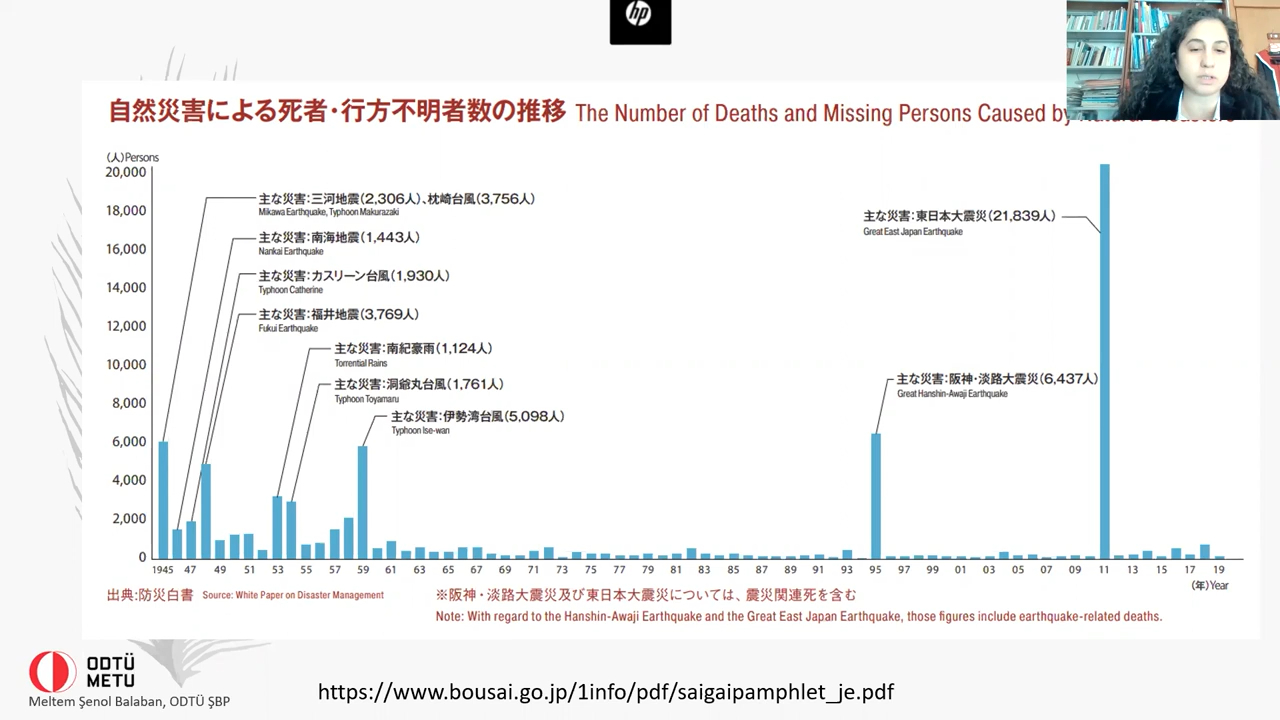 hp
自然災害による死者・行方不明者数の推移 The Number of Deaths and Missing Persons Caused by
(人)Persons
20,000
18,000
16,000
14,000
12,000
10,000
8,000
6,000
4,000
2,000
0
主な災害:三河地震(2,306人)、枕崎台風(3,756人)
Mikawa Earthquake, Typhoon Makurazaki
主な災害:南海地震(1,443人)
Nankai Earthquake
主な災害:カスリーン台風(1,930人)
Typhoon Catherine
主な災害:福井地震(3,769人)
Fukui Earthquake
主な災害:南紀豪雨(1,124人)
Torrential Rains
主な災害:洞爺丸台風(1,761人)
Typhoon Toyamaru
主な災害:伊勢湾台風(5,098人)
Typhoon Ise-wan
主な災害:東日本大震災(21,839人)
Great East Japan Earthquake
主な災害:阪神・淡路大震災(6,437人)
Great Hanshin-Awaji Earthquake
1945 47 49 51 53 55 57 59 61 63 65 67 69 71 73 75 77 79 81 83 85 87 89 91 93 95 97 99 01 03 05 07 09 11 13 15 17 19
(年)Year
出典:防災白書 Source: White Paper on Disaster Management
※阪神・淡路大震災及び東日本大震災については、震災関連死を含む
Note: With regard to the Hanshin-Awaji Earthquake and the Great East Japan Earthquake, those figures include earthquake-related deaths.
ODTÜ
METU
Meltem Şenol Balaban, ODTÜ ŞBP
https://www.bousai.go.jp/1info/pdf/saigaipamphlet_je.pdf